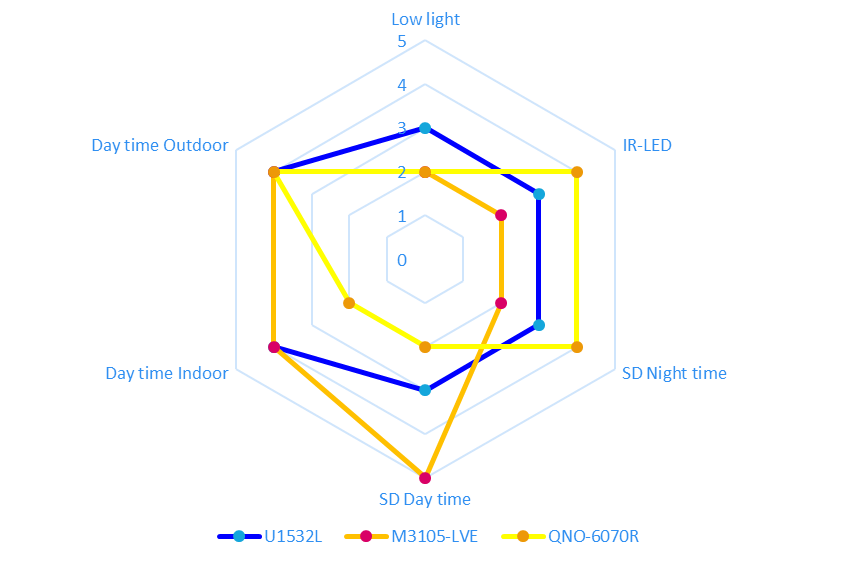 Low light
5
4
3
2
1
0
Day time Outdoor
IR-LED
Day time Indoor
SD Night time
SD Day time
U1532L
M3105-LVE
QNO-6070R